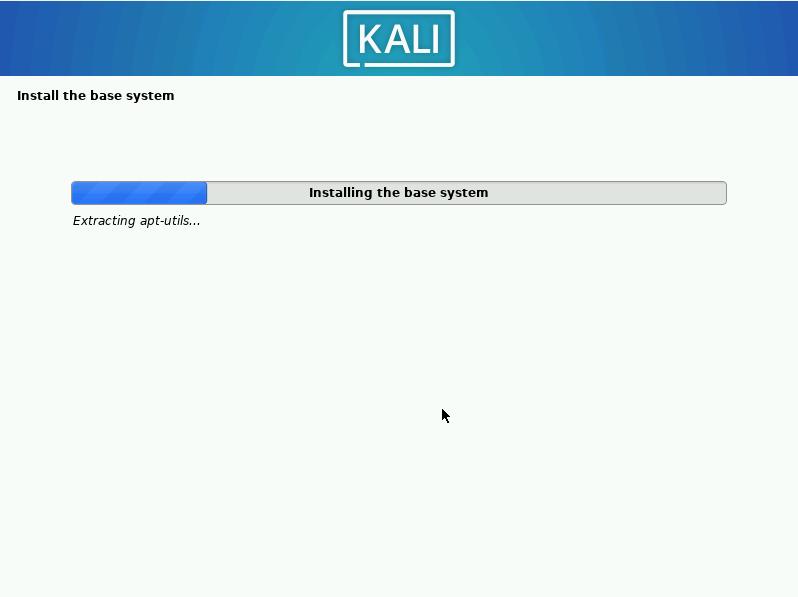 KALI
Install the base system
Installing the base system
Extracting apt-utils...